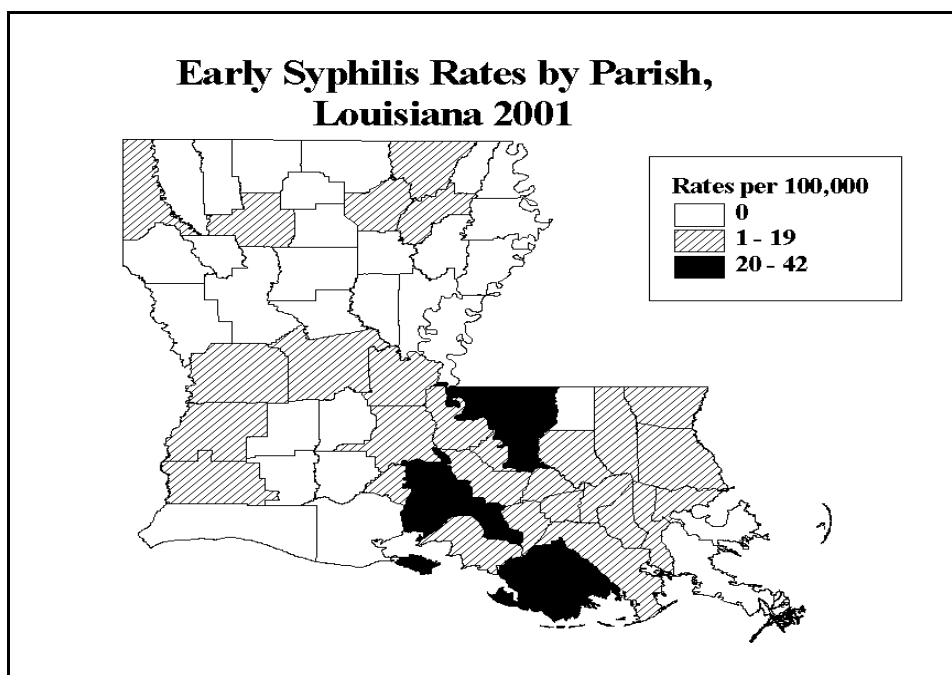 Early Syphilis Rates by Parish,
Louisiana 2001
Rates per 100,000
0
1 - 19
20 - 42